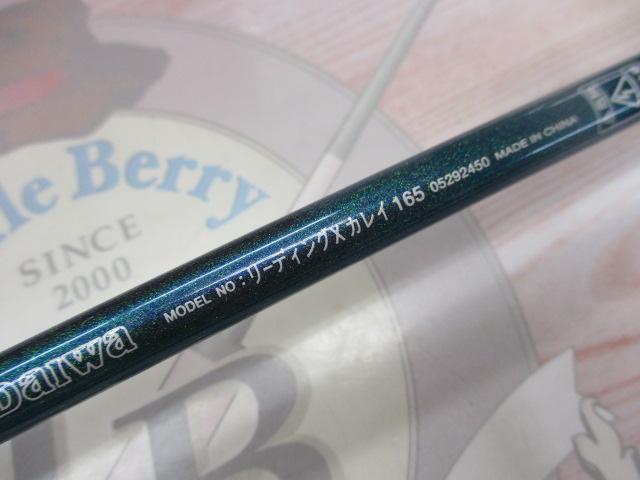 le Berry
SINCE
2000
Daiwa
MODEL NO:リーディングXカレイ 165 05292450 MADE IN CHINA
B